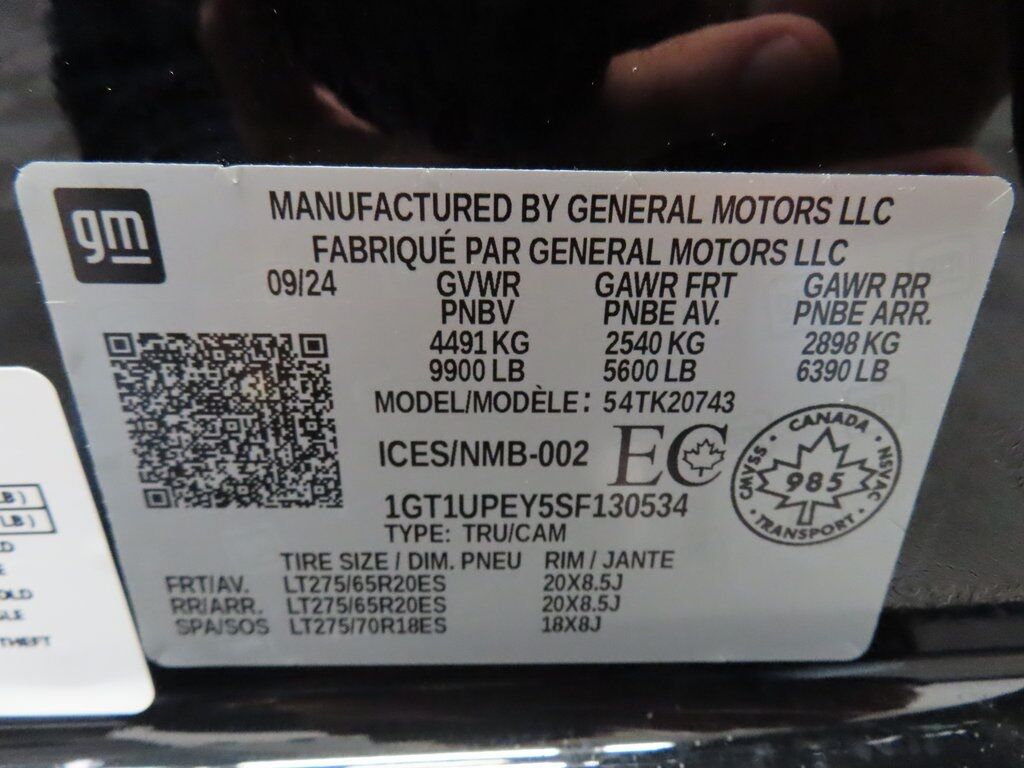 gm
MANUFACTURED BY GENERAL MOTORS LLC
FABRIQUÉ PAR GENERAL MOTORS LLC
09/24 GVWR GAWR FRT GAWR RR
PNBV PNBE AV. PNBE ARR.
4491 KG 2540 KG 2898 KG
9900 LB 5600 LB 6390 LB
MODEL/MODÈLE: 54TK20743
ICES/NMB-002 EC
CANADA
CMVSS 985 NSVAC
TRANSPORT
1GT1UPEY5SF130534
TYPE: TRU/CAM
TIRE SIZE / DIM. PNEU RIM / JANTE
FRT/AV. LT275/65R20ES 20X8.5J
RR/ARR. LT275/65R20ES 20X8.5J
SPA/SOS LT275/70R18ES 18X8J
LB)
LB)
THEFT